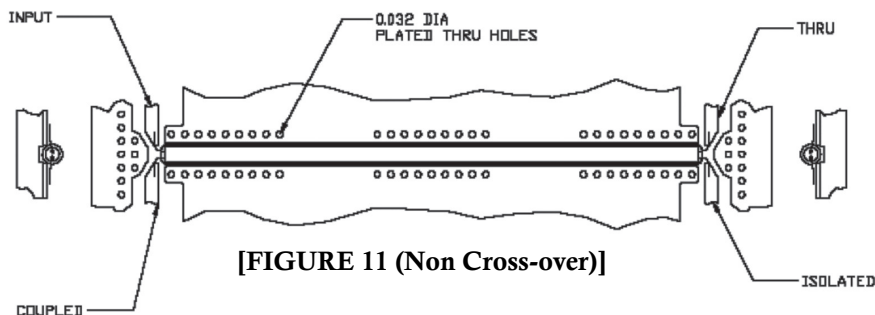 INPUT
0.032 DIA
PLATED THRU HOLES
THRU
[FIGURE 11 (Non Cross-over)]
ISOLATED
COUPLED